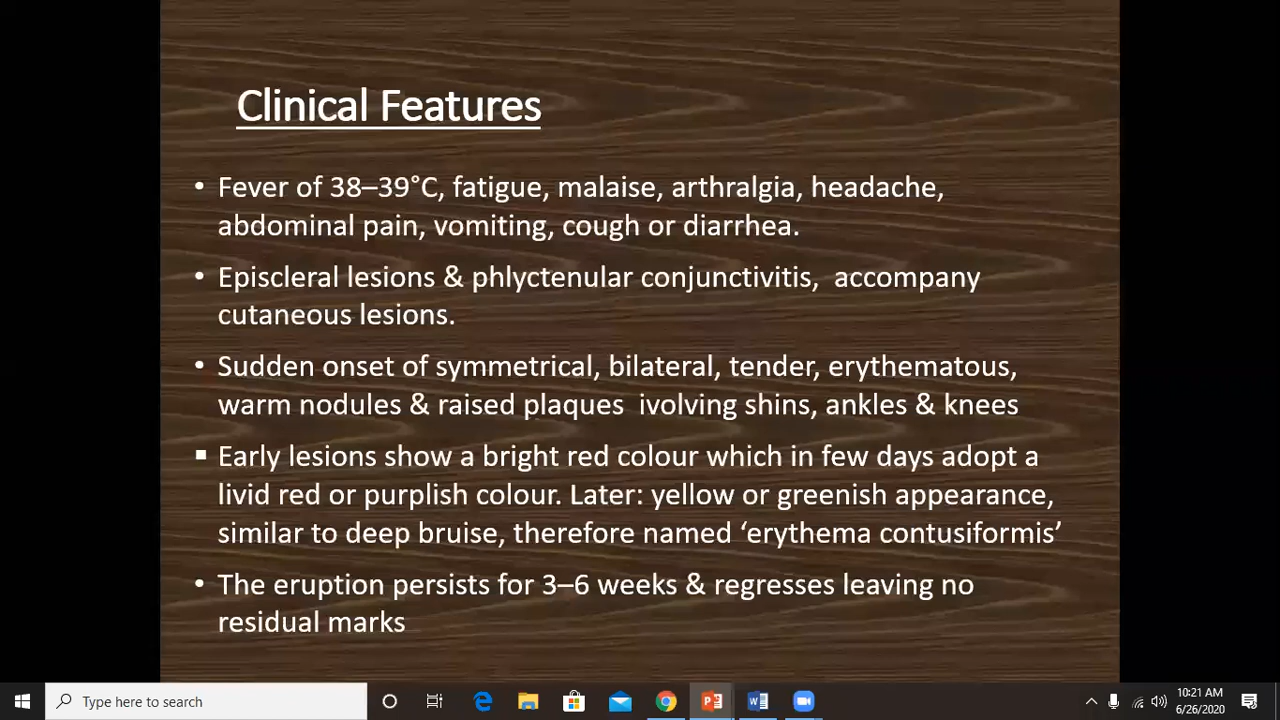 Clinical Features
• Fever of 38–39°C, fatigue, malaise, arthralgia, headache,
abdominal pain, vomiting, cough or diarrhea.
• Episcleral lesions & phlyctenular conjunctivitis,  accompany
cutaneous lesions.
• Sudden onset of symmetrical, bilateral, tender, erythematous,
warm nodules & raised plaques  ivolving shins, ankles & knees
▪ Early lesions show a bright red colour which in few days adopt a
livid red or purplish colour. Later: yellow or greenish appearance,
similar to deep bruise, therefore named ‘erythema contusiformis’
• The eruption persists for 3–6 weeks & regresses leaving no
residual marks
Type here to search
10:21 AM
6/26/2020